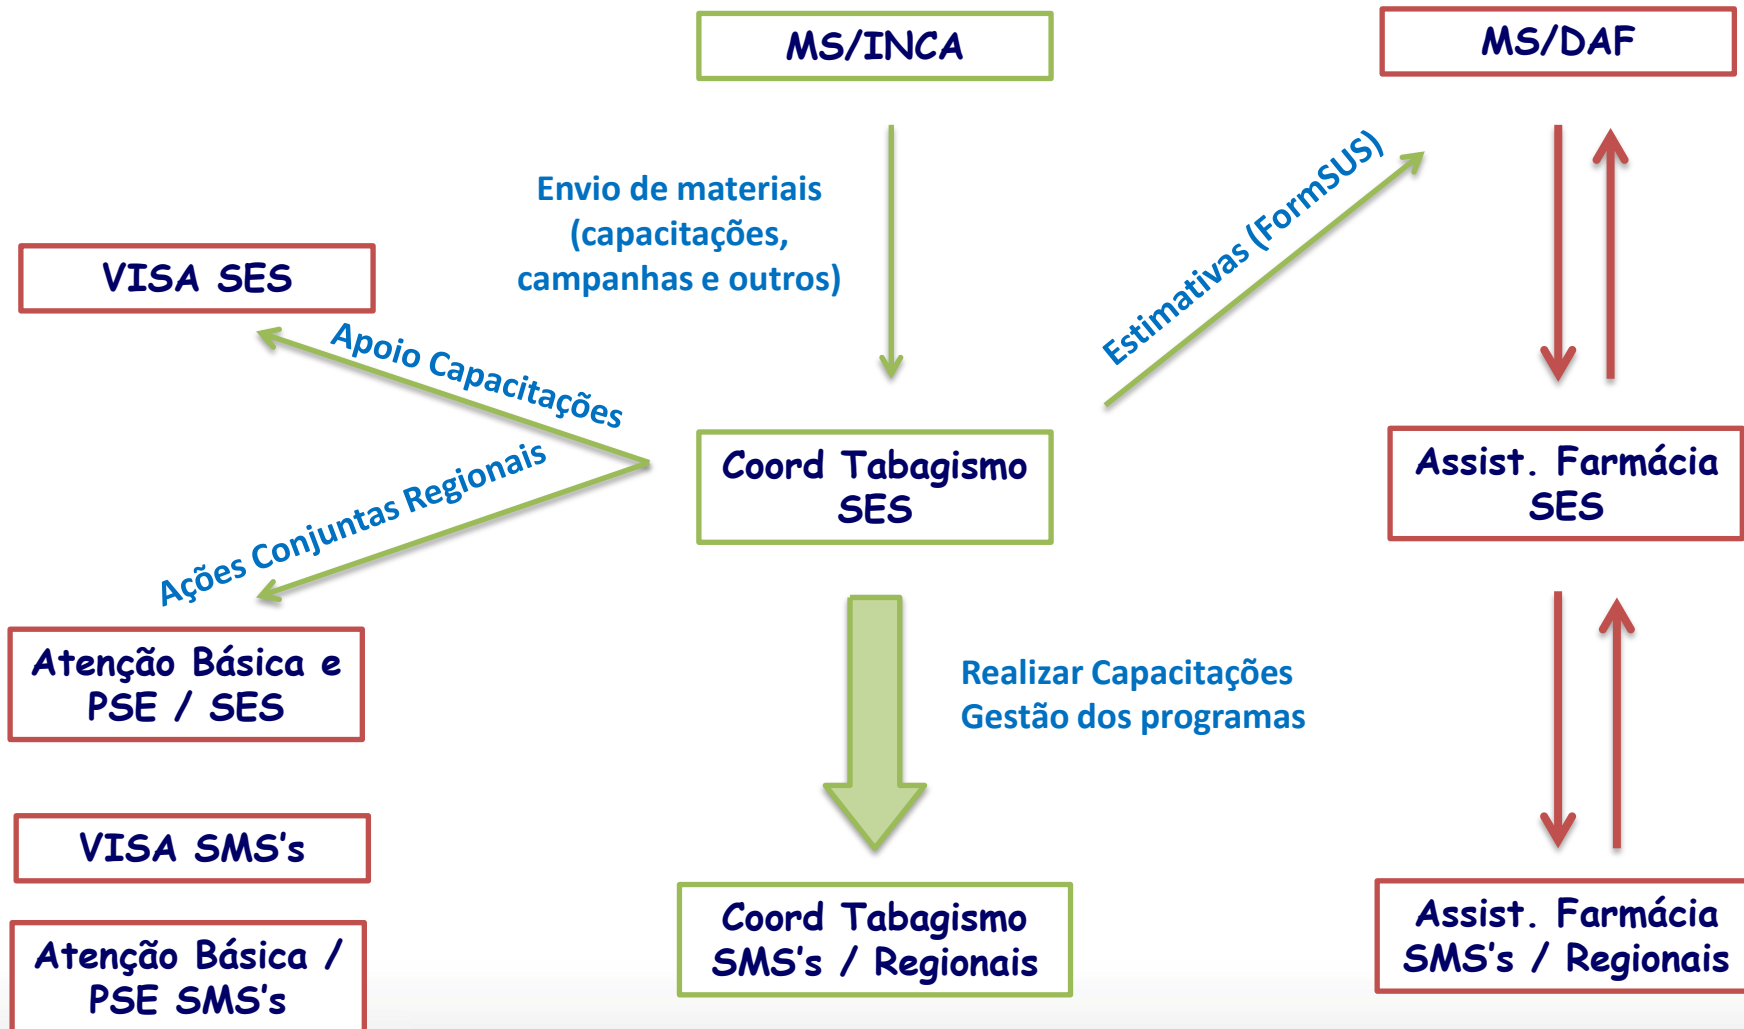 MS/INCA
MS/DAF
Envio de materiais
(capacitações,
campanhas e outros)
Estimativas (FormSUS)
VISA SES
Apoio Capacitações
Ações Conjuntas Regionais
Coord Tabagismo
SES
Assist. Farmácia
SES
Atenção Básica e
PSE / SES
Realizar Capacitações
Gestão dos programas
VISA SMS's
Atenção Básica /
PSE SMS's
Coord Tabagismo
SMS's / Regionais
Assist. Farmácia
SMS's / Regionais